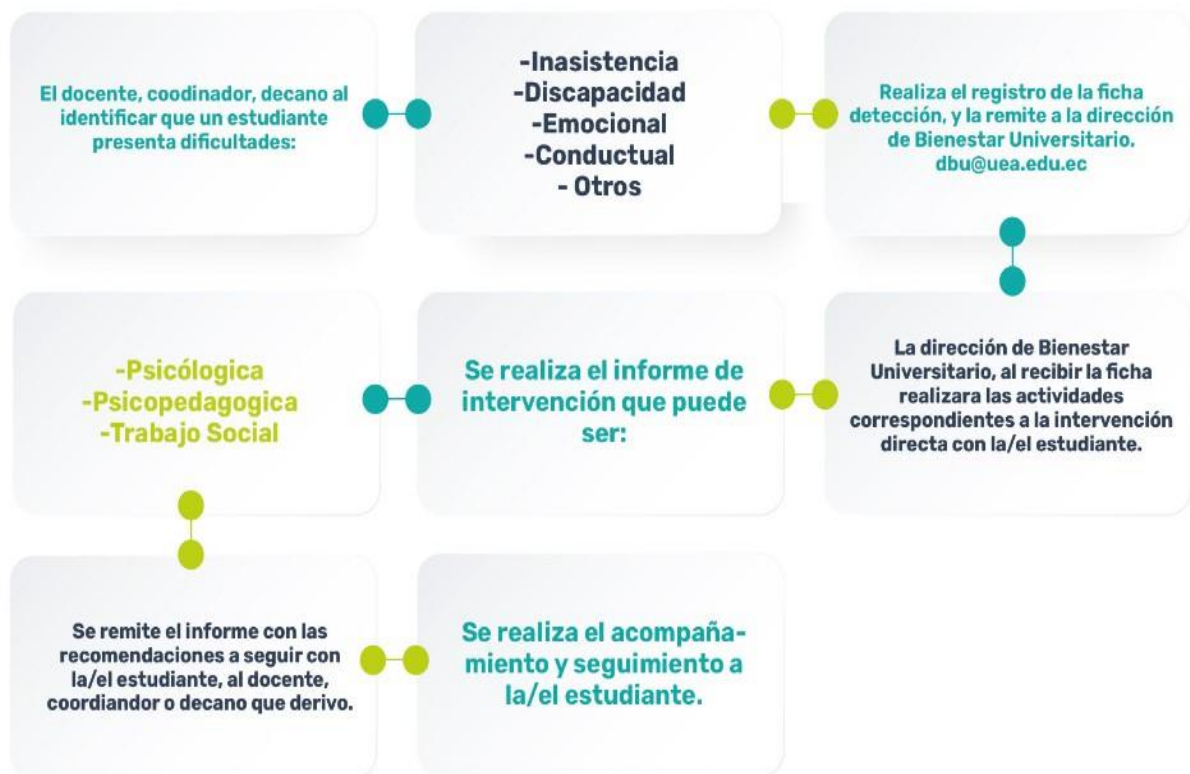 El docente, coodinador, decano al
identificar que un estudiante
presenta dificultades:
-Inasistencia
-Discapacidad
-Emocional
-Conductual
- Otros
Realiza el registro de la ficha
detección, y la remite a la dirección
de Bienestar Universitario.
dbu@uea.edu.ec
La dirección de Bienestar
Universitario, al recibir la ficha
realizara las actividades
correspondientes a la intervención
directa con la/el estudiante.
Se realiza el informe de
intervención que puede
ser:
-Psicólogica
-Psicopedagogica
-Trabajo Social
Se remite el informe con las
recomendaciones a seguir con
la/el estudiante, al docente,
coordiandor o decano que derivo.
Se realiza el acompaña-
miento y seguimiento a
la/el estudiante.